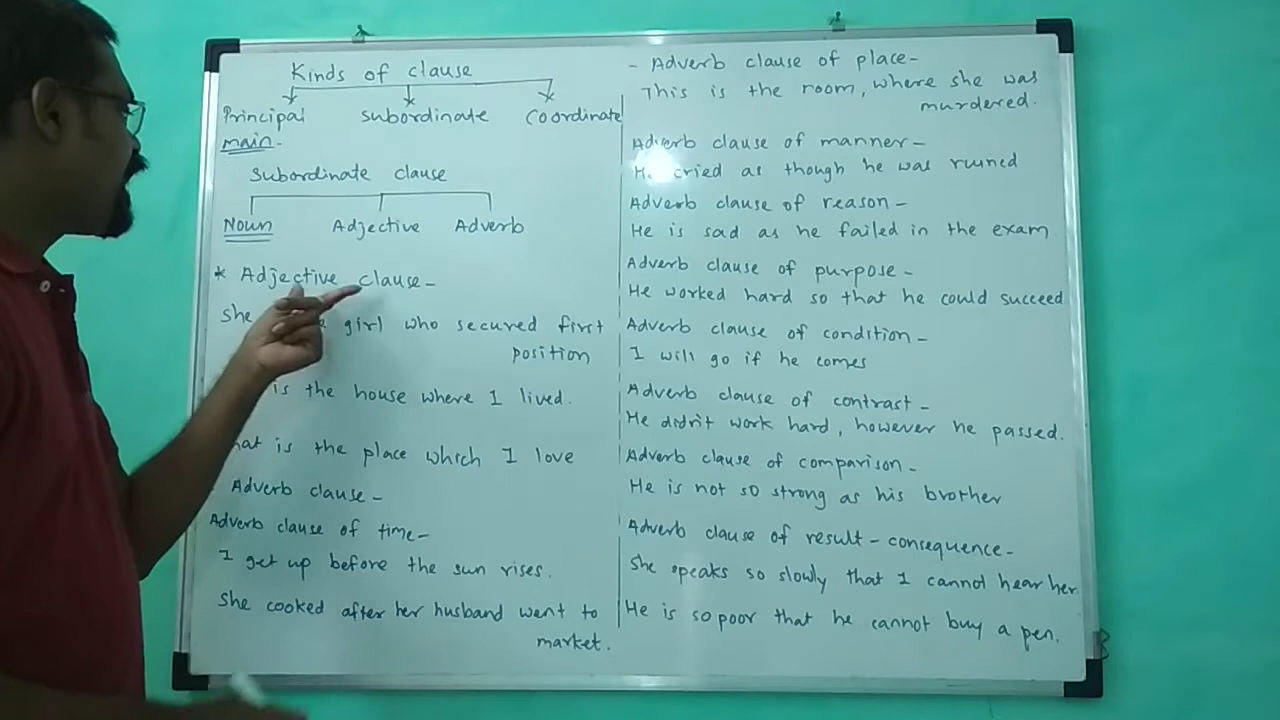 Kinds of clause
Principal subordinate coordinate
main-
Subordinate clause
Noun Adjective Adverb
* Adjective clause-
She girl who secured first
position
is the house where I lived.
is the place which I love
Adverb clause-
Adverb clause of time-
I get up before the sun rises.
She cooked after her husband went to
market.
- Adverb clause of place-
This is the room, where she was
murdered.
Adverb clause of manner-
He cried as though he was ruined
Adverb clause of reason-
He is sad as he failed in the exam
Adverb clause of purpose-
He worked hard so that he could succeed
Adverb clause of condition-
I will go if he comes
Adverb clause of contrast-
He didn't work hard, however he passed.
Adverb clause of comparison-
He is not so strong as his brother
Adverb clause of result-consequence-
She speaks so slowly that I cannot hear her
He is so poor that he cannot buy a pen.